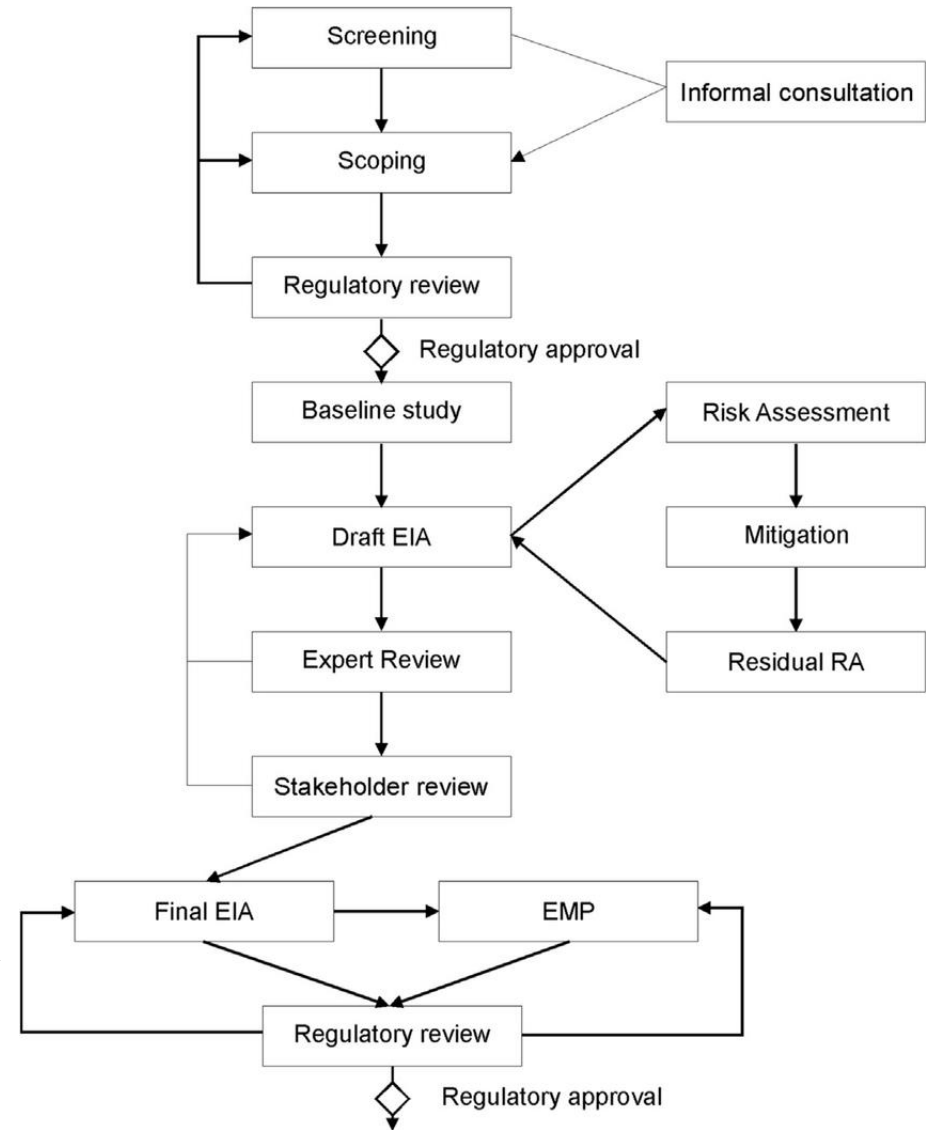 Screening
Informal consultation
Scoping
Regulatory review
Regulatory approval
Baseline study
Risk Assessment
Draft EIA
Mitigation
Expert Review
Residual RA
Stakeholder review
Final EIA
EMP
Regulatory review
Regulatory approval